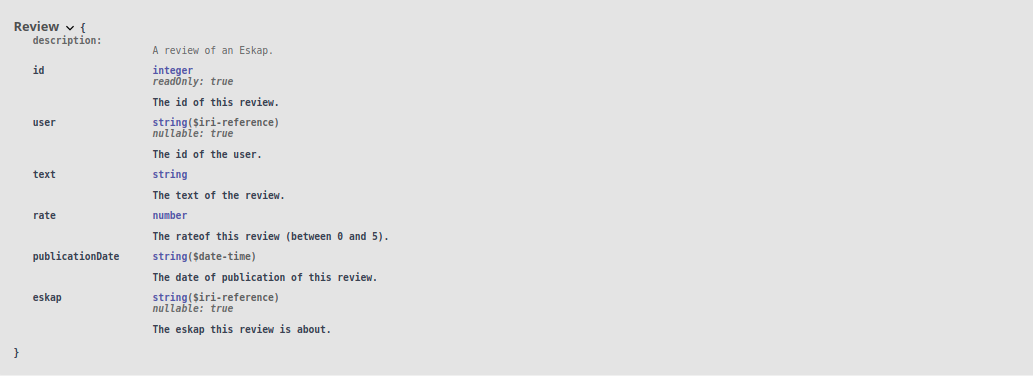 Review {
description:
A review of an Eskap.
id integer
readOnly: true
The id of this review.
user string($iri-reference)
nullable: true
The id of the user.
text string
The text of the review.
rate number
The rateof this review (between 0 and 5).
publicationDate string($date-time)
The date of publication of this review.
eskap string($iri-reference)
nullable: true
The eskap this review is about.
}